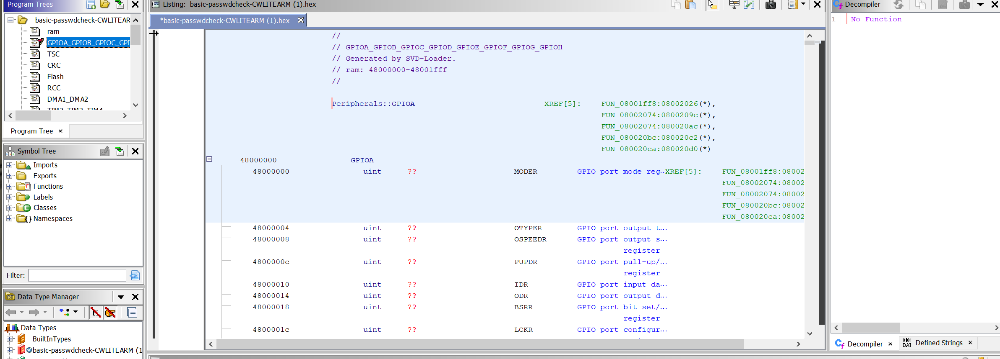 Program Trees
basic-passwdcheck-CWLITEAR
ram
GPIOA_GPIOB_GPIOC_GPI
TSC
CRC
Flash
RCC
DMA1_DMA2
TIM2_TIM3_TIM4
Program Tree ×
Symbol Tree
Imports
Exports
Functions
Labels
Classes
Namespaces
Filter:
Data Type Manager
Data Types
BuiltInTypes
basic-passwdcheck-CWLITEARM (1
Listing: basic-passwdcheck-CWLITEARM (1).hex
*basic-passwdcheck-CWLITEARM (1).hex
//
// GPIOA_GPIOB_GPIOC_GPIOD_GPIOE_GPIOF_GPIOG_GPIOH
// Generated by SVD-Loader.
// ram: 48000000-48001fff
//
Peripherals::GPIOA XREF[5]: FUN_08001ff8:08002026(*),
FUN_08002074:0800209c(*),
FUN_08002074:080020ac(*),
FUN_080020bc:080020c2(*),
FUN_080020ca:080020d0(*)
48000000 GPIOA
48000000 uint ?? MODER GPIO port mode reg...XREF[5]: FUN_08001ff8:08002
FUN_08002074:08002
FUN_08002074:08002
FUN_080020bc:08002
FUN_080020ca:08002
48000004 uint ?? OTYPER GPIO port output t...
48000008 uint ?? OSPEEDR GPIO port output s...
register
4800000c uint ?? PUPDR GPIO port pull-up/...
register
48000010 uint ?? IDR GPIO port input da...
48000014 uint ?? ODR GPIO port output d...
48000018 uint ?? BSRR GPIO port bit set/...
register
4800001c uint ?? LCKR GPIO port configur...
Decompiler
1 No Function
Decompiler ×
Defined Strings ×